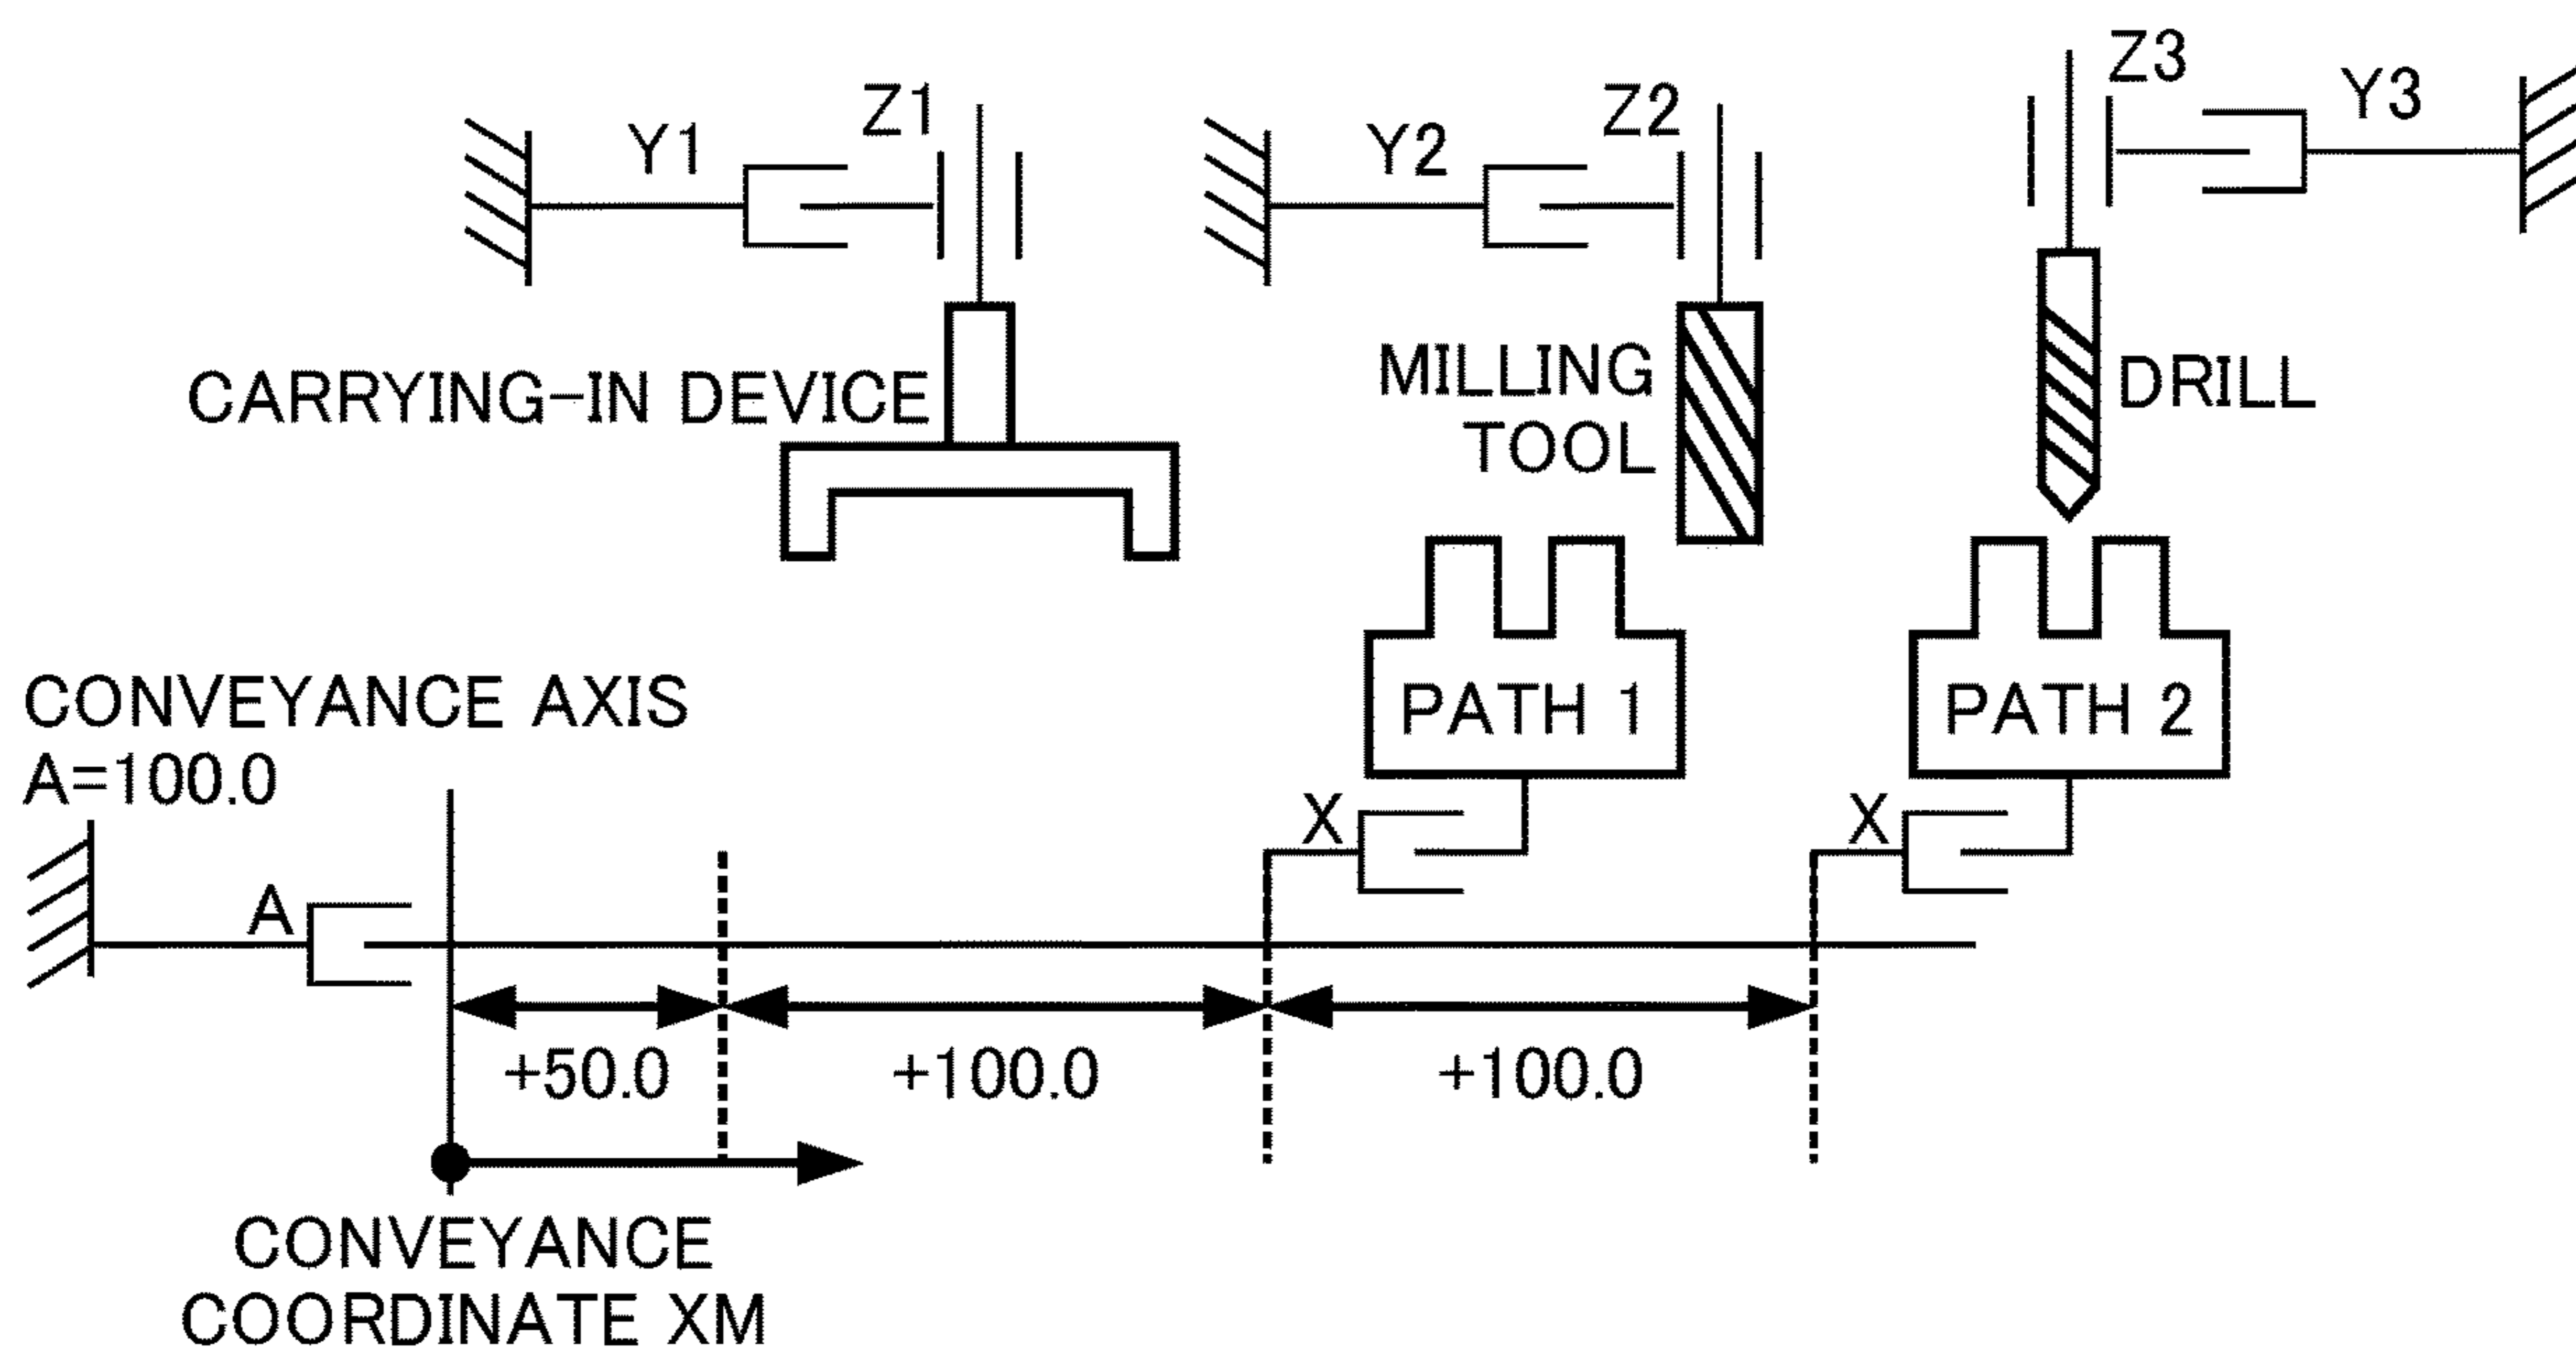 Z3
Y3
Z1
Y1
Z2
Y2
CARRYING-IN DEVICE
MILLING
TOOL
DRILL
CONVEYANCE AXIS
A=100.0
PATH 1
PATH 2
X
X
A
+50.0
+100.0
+100.0
CONVEYANCE
COORDINATE XM